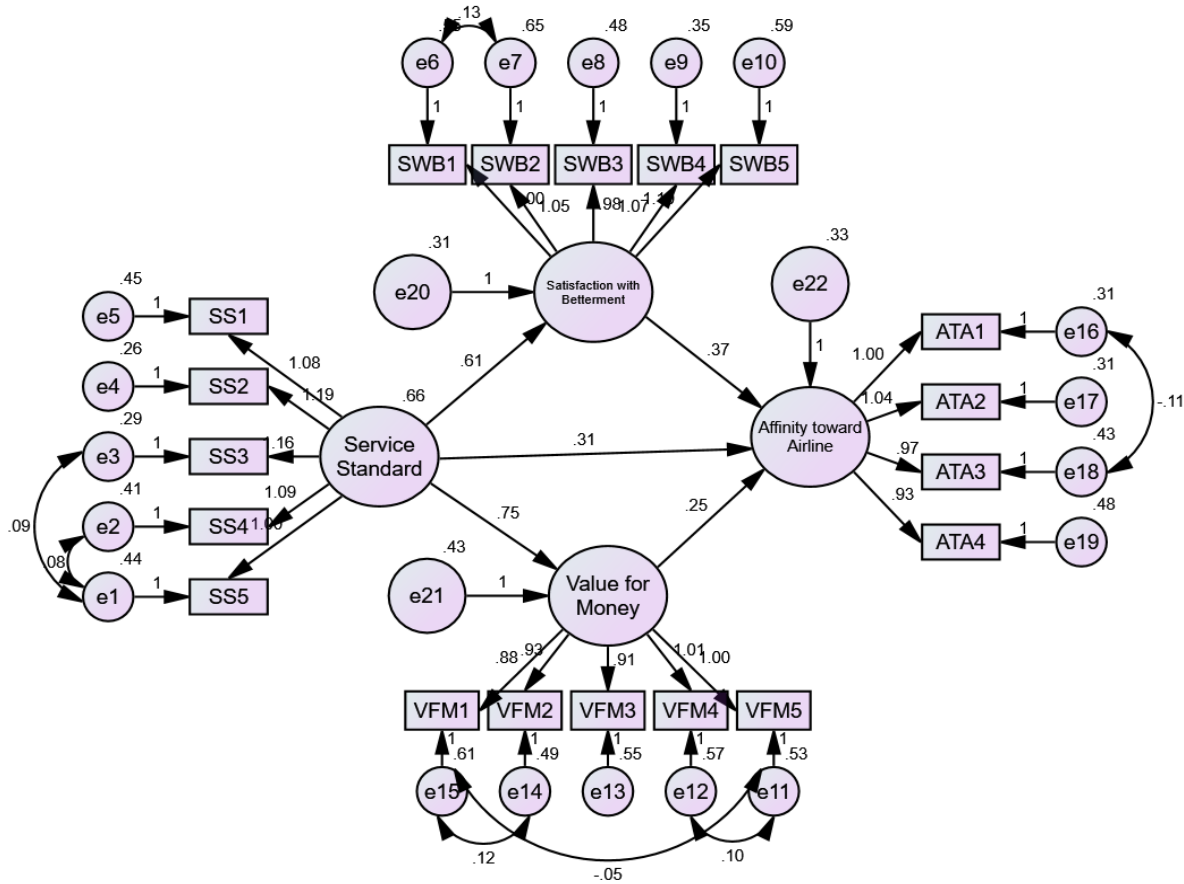 .13
.65
.48
.35
.59
e6
e7
e8
e9
e10
1
1
1
1
1
SWB1
SWB2
SWB3
SWB4
SWB5
1.05
.98
1.07
.31
.33
e20
1
Satisfaction with
Betterment
e22
1
.45
e5
1
SS1
1.08
.26
e4
1
SS2
1.19
.61
.37
.31
ATA1
1
e16
1.00
.31
ATA2
1
e17
1.04
-.11
.66
.29
e3
1
SS3
1.16
Service
Standard
.31
Affinity toward
Airline
.97
.43
ATA3
1
e18
.93
.48
ATA4
1
e19
.41
e2
1
SS4
1.09
.09
.08
.44
e1
1
SS5
.75
.25
.43
e21
1
Value for
Money
.88
.93
.91
1.01
1.00
VFM1
VFM2
VFM3
VFM4
VFM5
1
1
1
1
1
.61
.49
.55
.57
.53
e15
e14
e13
e12
e11
.12
.10
-.05